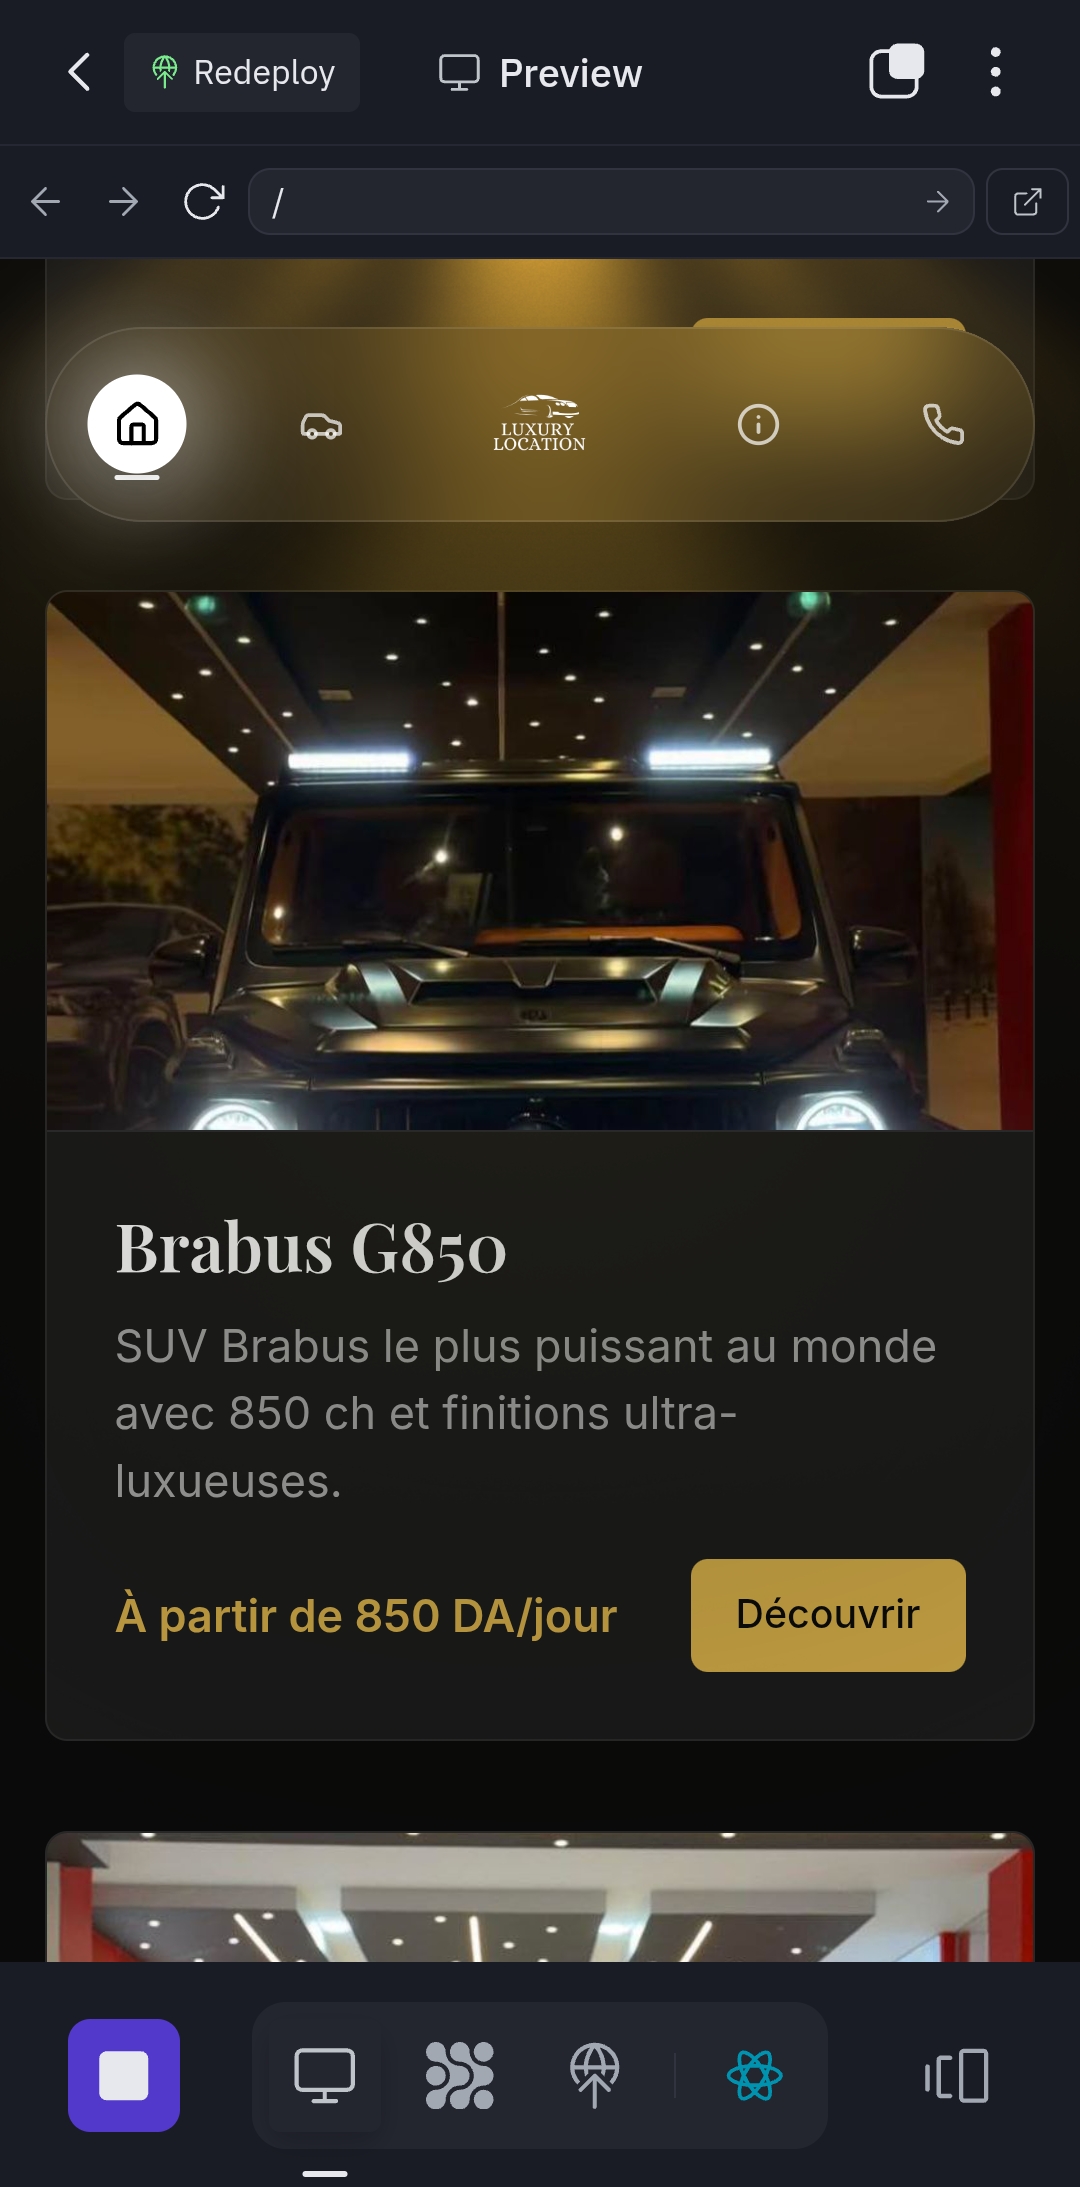 Redeploy
Preview
/
LUXURY
LOCATION
Brabus G850
SUV Brabus le plus puissant au monde
avec 850 ch et finitions ultra-
luxueuses.
À partir de 850 DA/jour
Découvrir